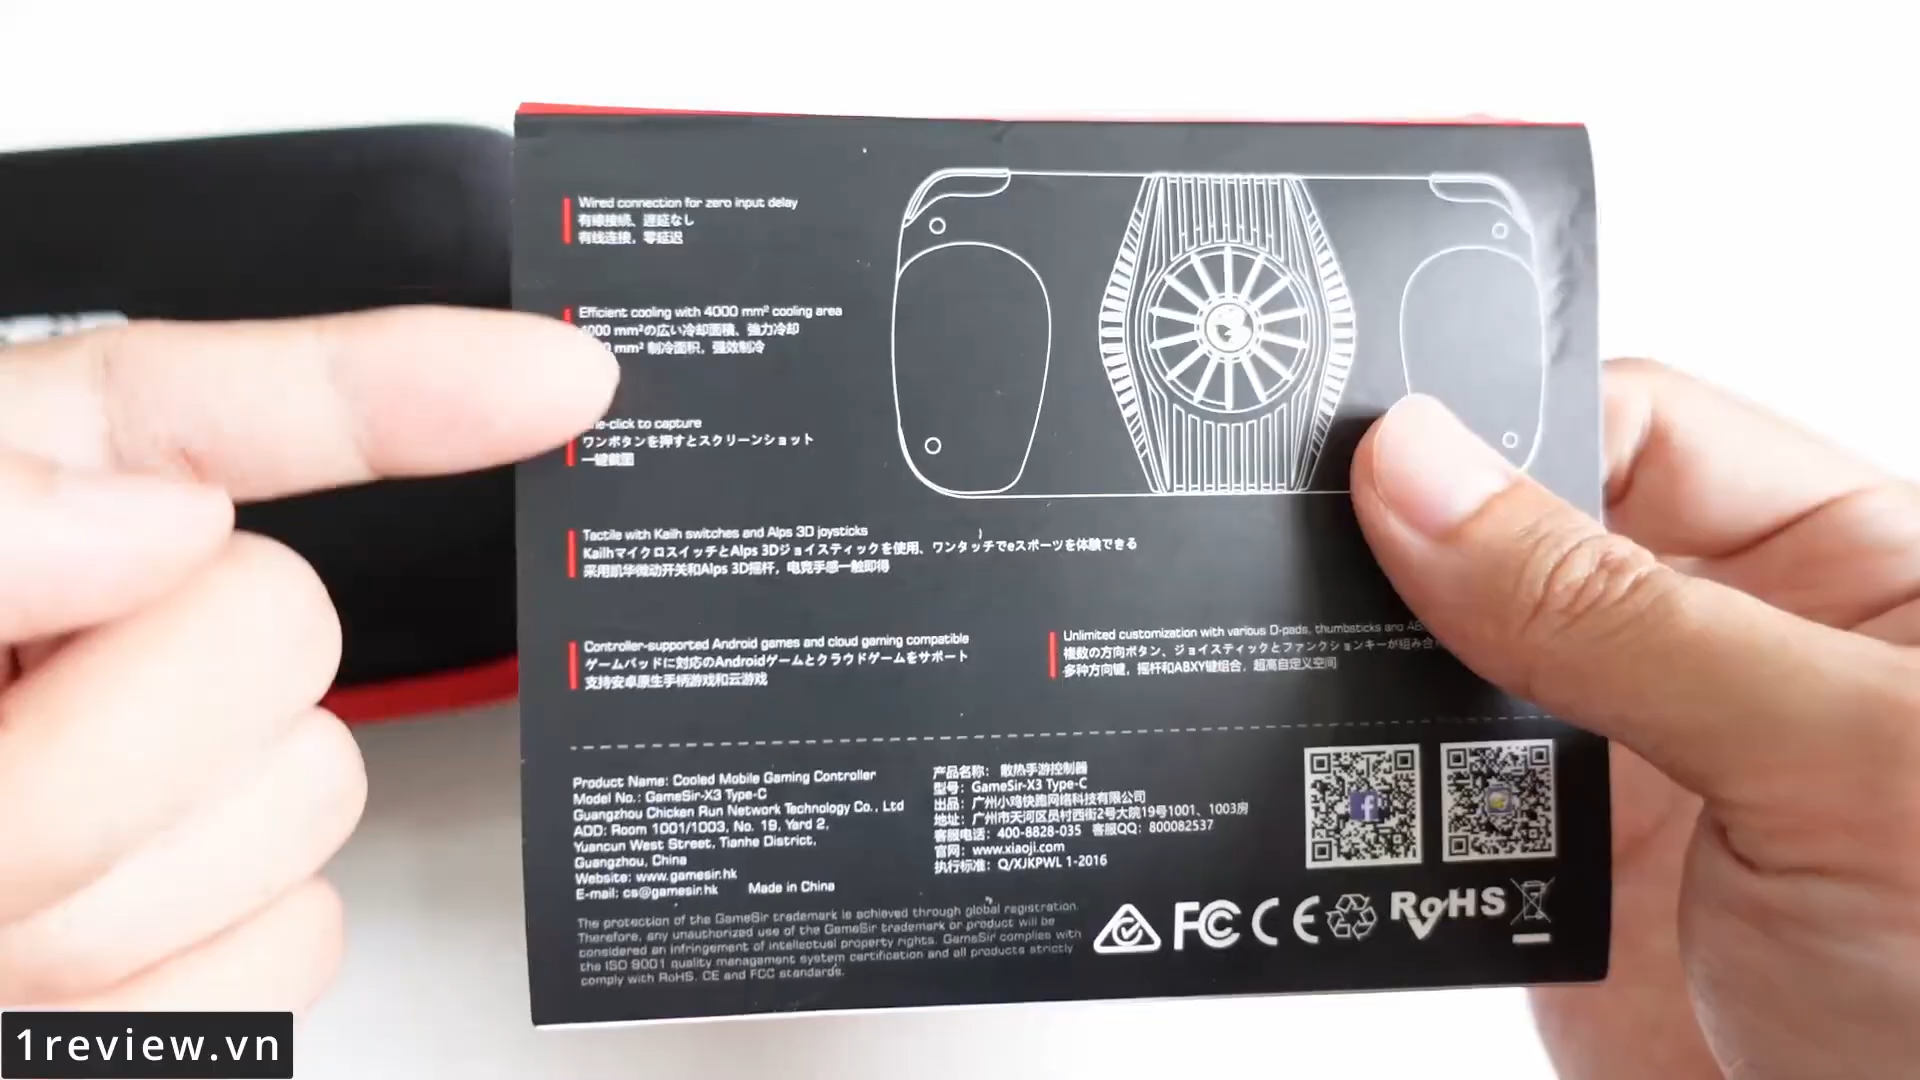 Wired connection for zero input delay
有線接続、遅延なし
有线连接，零延迟
Efficient cooling with 4000 mm² cooling area
4000 mm²の広い冷却面積、強力冷却
mm² 制冷面积，强效制冷
to capture
ワンボタンを押すとスクリーンショット
一键截图
Tactile with Kailh switches and Alps 3D joysticks
KailhマイクロスイッチとAlps 3Dジョイスティックを使用、ワンタッチでeスポーツを体験できる
采用凯华微动开关和Alps 3D摇杆，电竞手感一触即得
Controller-supported Android games and cloud gaming compatible
ゲームパッドに対応のAndroidゲームとクラウドゲームをサポート
支持安卓原生手柄游戏和云游戏
Unlimited customization with various D-pads, thumbsticks and
複数の方向ボタン、ジョイスティックとファンクションキーが組み合
多种方向键，摇杆和ABXY键组合，超高自定义空间
Product Name: Cooled Mobile Gaming Controller
Model No.: GameSir-X3 Type-C
Guangzhou Chicken Run Network Technology Co., Ltd
ADD: Room 1001/1003, No. 19, Yard 2,
Yuancun West Street, Tianhe District,
Guangzhou, China
Website: www.gamesir.hk
E-mail: cs@gamesir.hk Made in China
产品名称： 散热手游控制器
型号：GameSir-X3 Type-C
出品：广州小鸡快跑网络科技有限公司
地址：广州市天河区员村西街2号大院19号1001、1003房
客服电话：400-8828-035 客服QQ：800082537
官网：www.xiaoji.com
执行标准：Q/XJKPWL 1-2016
The protection of the GameSir trademark is achieved through global registration.
Therefore, any unauthorized use of the GameSir trademark or product will be
considered an infringement of intellectual property rights. GameSir complies with
the ISO 9001 quality management system certification and all products strictly
comply with RoHS, CE and FCC standards.
FC CE RoHS
1review.vn